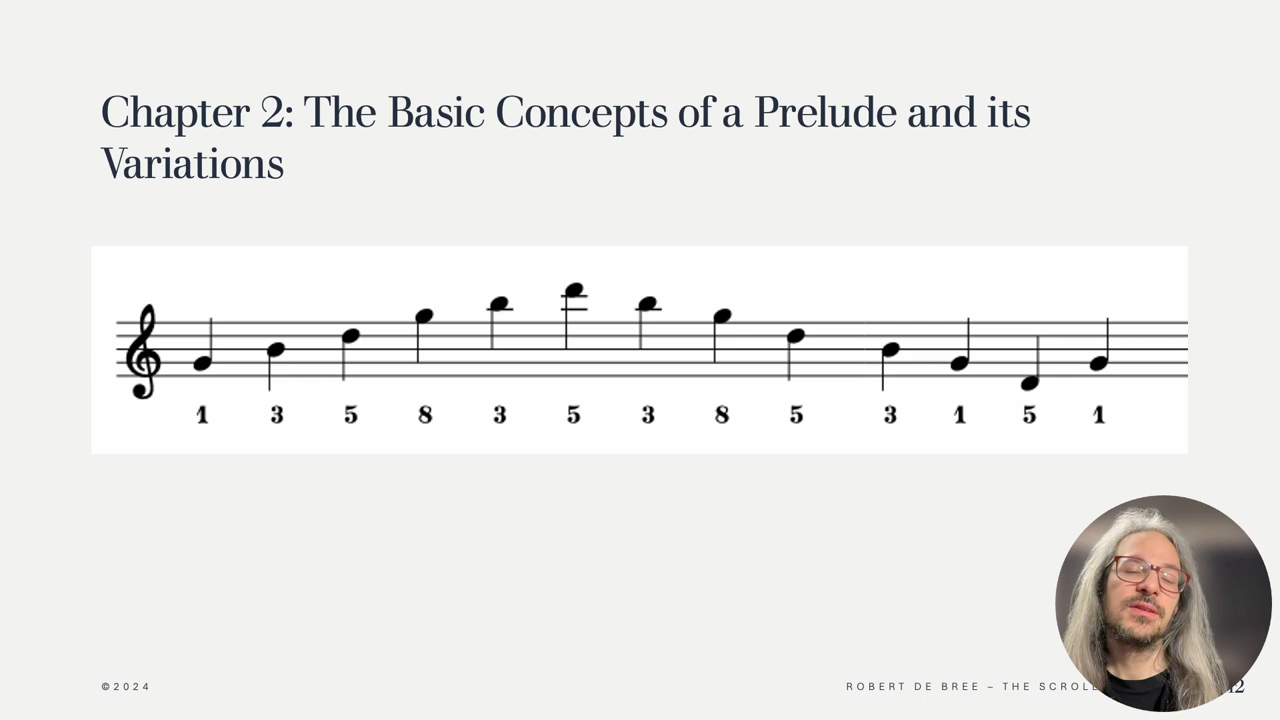 Chapter 2: The Basic Concepts of a Prelude and its
Variations
1 3 5 8 3 5 3 8 5 3 1 5 1
©2024
ROBERT DE BREE – THE SCROLL
12